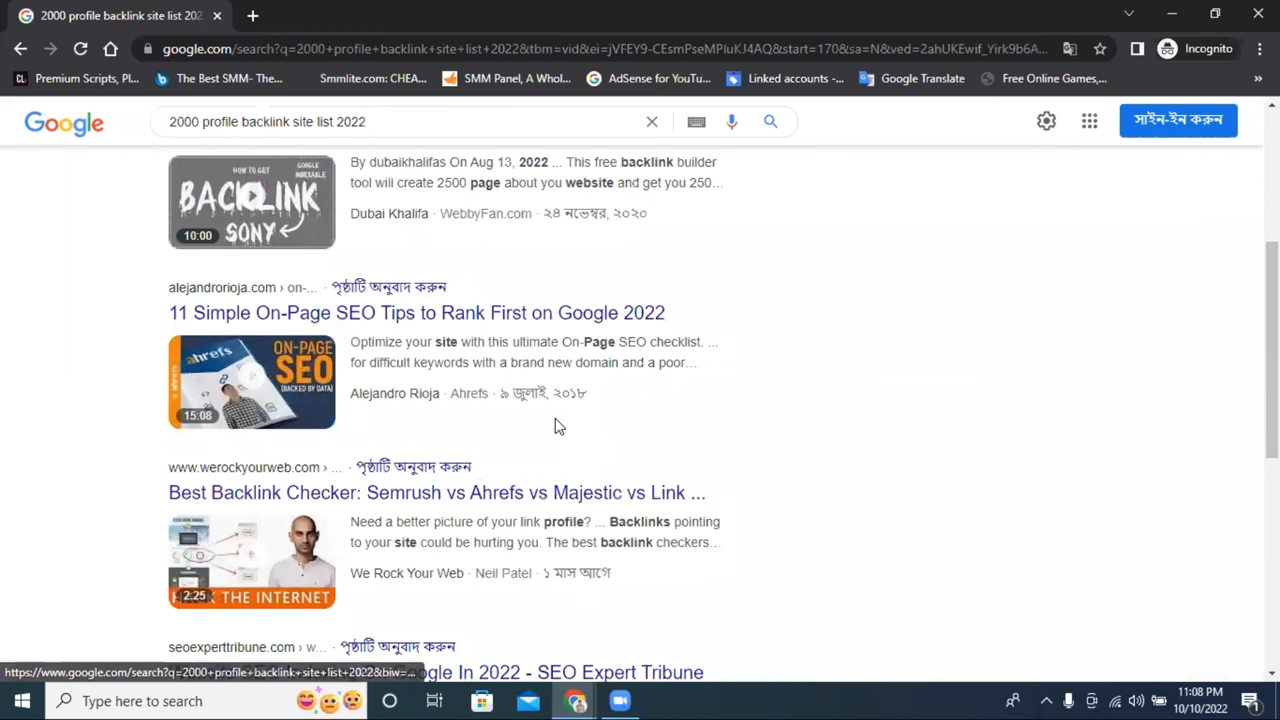 2000 profile backlink site list 202
google.com/search?q=2000+profile+backlink+site+list+2022&tbm=vid&ei=jVFEY9-CEsmPseMPIuKJ4AQ&start=170&sa=N&ved=2ahUKEwif_Yirk9b6A...
Incognito
CL Premium Scripts, Pl...
The Best SMM- The...
Smmlite.com: CHEA...
SMM Panel, A Whol...
AdSense for YouTu...
Linked accounts -...
Google Translate
Free Online Games,...
Google
2000 profile backlink site list 2022
সাইন-ইন করুন
HOW TO GET
GOOGLE
INDEXABLE
BACKLINK
SONY
10:00
By dubaikhalifas On Aug 13, 2022 ... This free backlink builder
tool will create 2500 page about you website and get you 250...
Dubai Khalifa · WebbyFan.com · ২৪ নভেম্বর, ২০২০
alejandrorioja.com › on-... · পৃষ্ঠাটি অনুবাদ করুন
11 Simple On-Page SEO Tips to Rank First on Google 2022
ahrefs
ON-PAGE
SEO
(BACKED BY DATA)
15:08
Optimize your site with this ultimate On-Page SEO checklist. ...
for difficult keywords with a brand new domain and a poor...
Alejandro Rioja · Ahrefs · ৯ জুলাই, ২০১৮
www.werockyourweb.com › ... · পৃষ্ঠাটি অনুবাদ করুন
Best Backlink Checker: Semrush vs Ahrefs vs Majestic vs Link ...
THE INTERNET
2:25
Need a better picture of your link profile? ... Backlinks pointing
to your site could be hurting you. The best backlink checkers...
We Rock Your Web · Neil Patel · ১ মাস আগে
seoexperttribune.com › w... · পৃষ্ঠাটি অনুবাদ করুন
Google In 2022 - SEO Expert Tribune
https://www.google.com/search?q=2000+profile+backlink+site+list+2022&biw=...
Type here to search
11:08 PM
10/10/2022
1